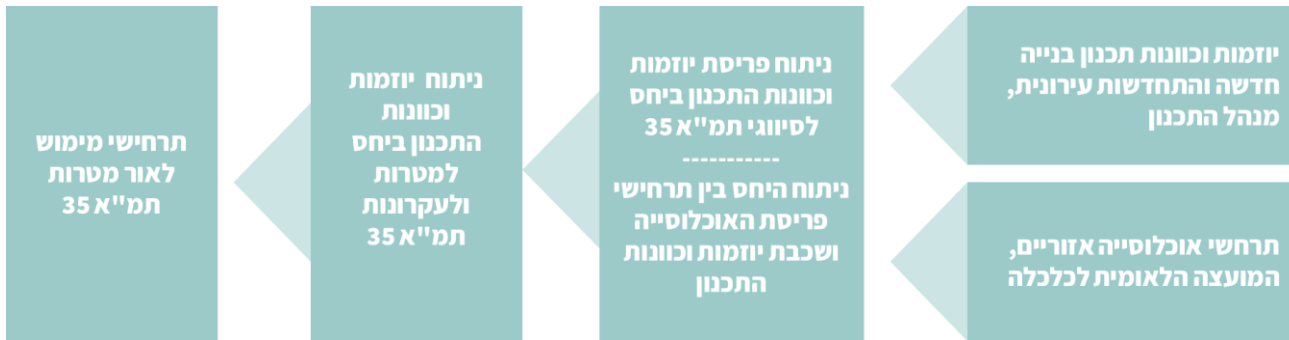 יוזמות וכוונות תכנון בנייה
חדשה והתחדשות עירונית,
מנהל התכנון
תרחשי אוכלוסייה אזוריים,
המועצה הלאומית לכלכלה
ניתוח פריסת יוזמות
וכוונות התכנון ביחס
לסיווגי תמ"א 35
-----------
ניתוח היחס בין תרחישי
פריסת האוכלוסייה
ושכבת יוזמות וכוונות
התכנון
ניתוח יוזמות
וכוונות
התכנון ביחס
למטרות
ולעקרונות
תמ"א 35
תרחישי מימוש
לאור מטרות
תמ"א 35